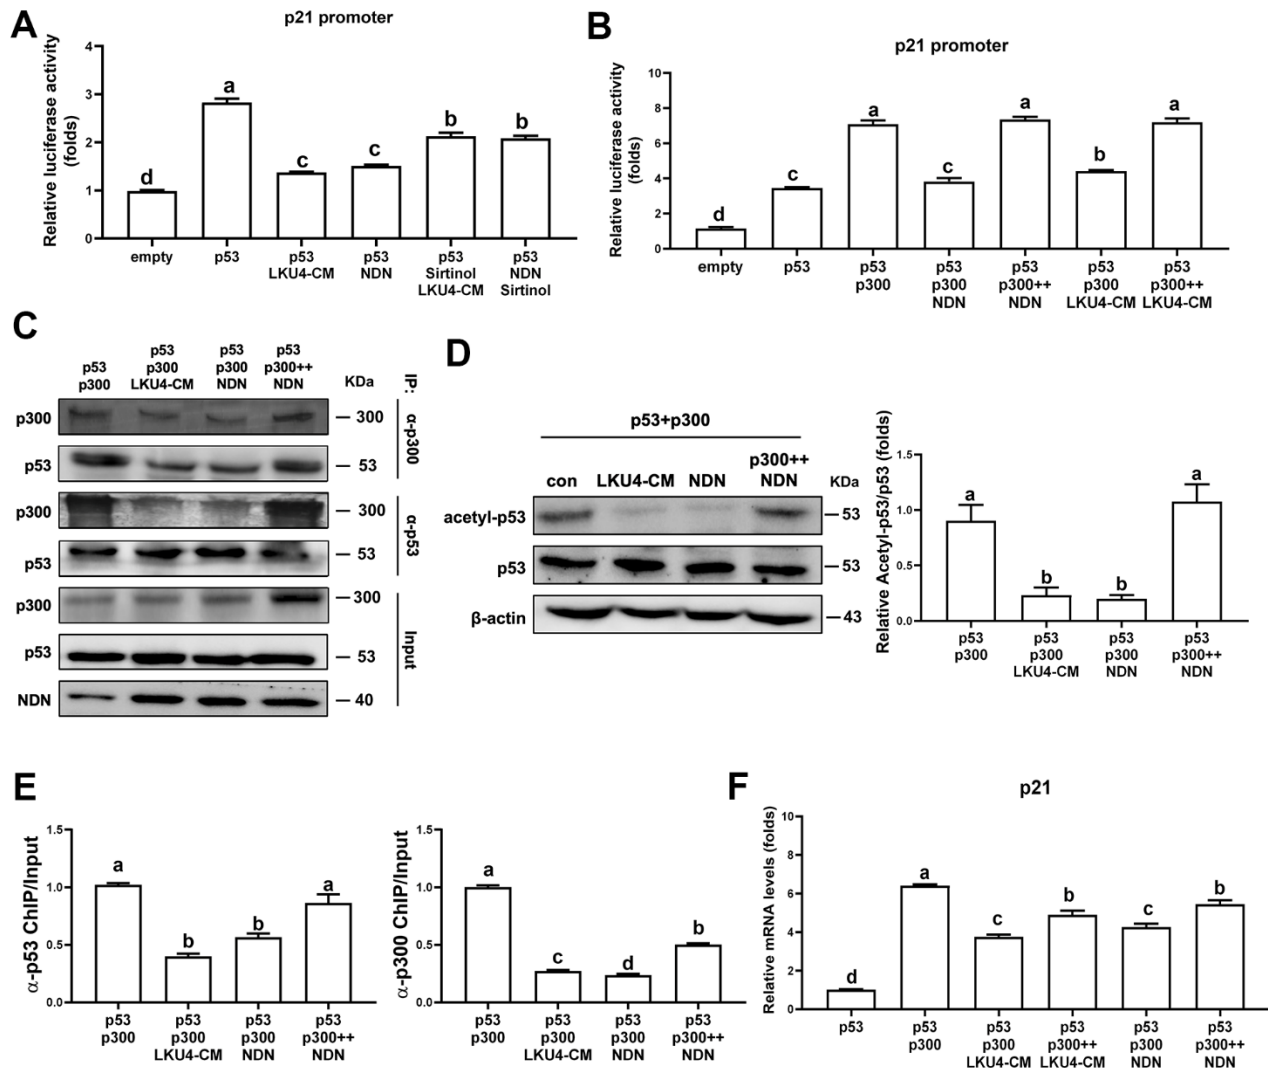 A
p21 promoter
Relative luciferase activity
(folds)
4
3
2
1
0
d
a
c
c
b
b
empty
p53
p53
LKU4-CM
p53
NDN
p53
Sirtinol
LKU4-CM
p53
NDN
Sirtinol
B
p21 promoter
Relative luciferase activity
(folds)
10
8
6
4
2
0
d
c
a
c
a
b
a
empty
p53
p53
p300
p53
p300
NDN
p53
p300++
NDN
p53
p300
LKU4-CM
p53
p300++
LKU4-CM
C
p53
p300
p53
p300
LKU4-CM
p53
p300
NDN
p53
p300++
NDN
KDa
IP:
p300
300
p53
53
α-p300
p300
300
p53
53
α-p53
p300
300
p53
53
NDN
40
Input
D
p53+p300
con
LKU4-CM
NDN
p300++
NDN
KDa
acetyl-p53
53
p53
53
β-actin
43
Relative Acetyl-p53/p53 (folds)
1.5
1.0
0.5
0.0
a
b
b
a
p53
p300
p53
p300
LKU4-CM
p53
p300
NDN
p53
p300++
NDN
E
α-p53 ChIP/Input
1.5
1.0
0.5
0.0
a
b
b
a
p53
p300
p53
p300
LKU4-CM
p53
p300
NDN
p53
p300++
NDN
α-p300 ChIP/Input
1.5
1.0
0.5
0.0
a
c
d
b
p53
p300
p53
p300
LKU4-CM
p53
p300
NDN
p53
p300++
NDN
F
p21
Relative mRNA levels (folds)
10
8
6
4
2
0
d
a
c
b
c
b
p53
p53
p300
p53
p300
LKU4-CM
p53
p300++
LKU4-CM
p53
p300
NDN
p53
p300++
NDN